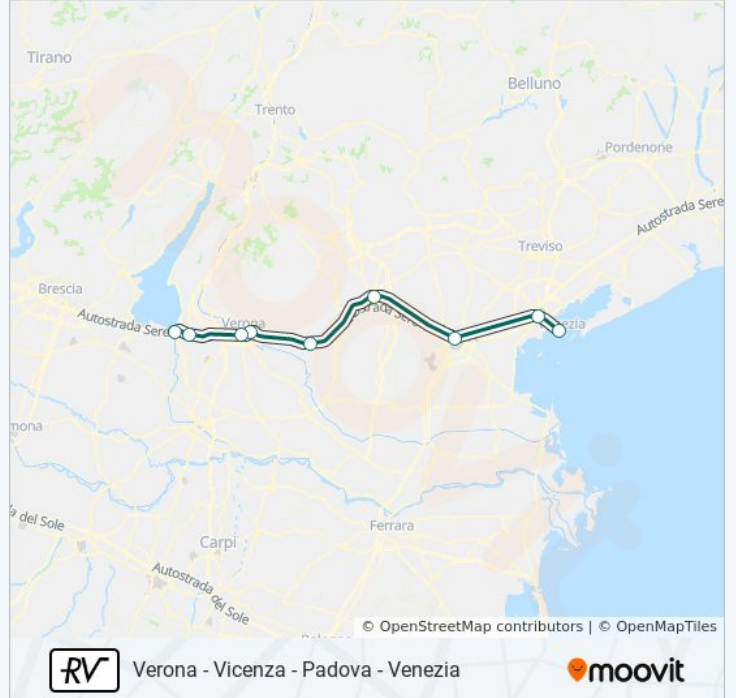 Tirano
Belluno
Trento
Pordenone
Autostrada Sere
Treviso
Brescia
Autostrada Sere
Verona
ezia
mona
a del Sole
Ferrara
Carpi
Autostrada
del Sole
© OpenStreetMap contributors | © OpenMapTiles
RV
Verona - Vicenza - Padova - Venezia
moovit